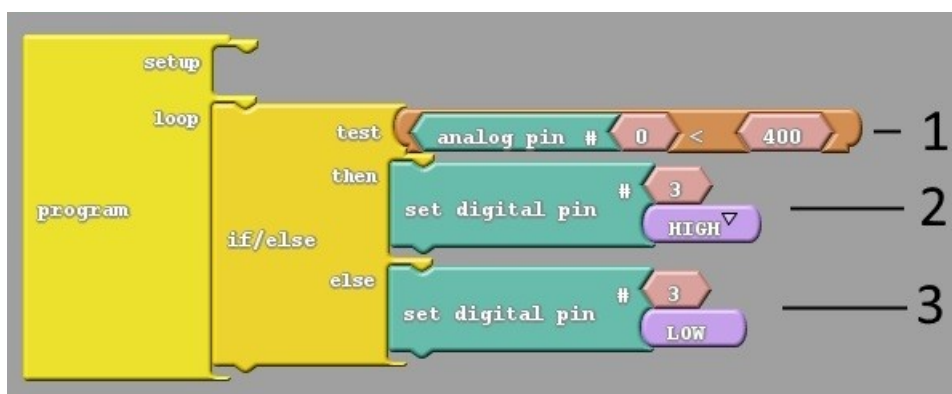 setup
loop
program
if/else
test
analog pin # 0 < 400
1
then
set digital pin # 3
HIGH
2
else
set digital pin # 3
LOW
3